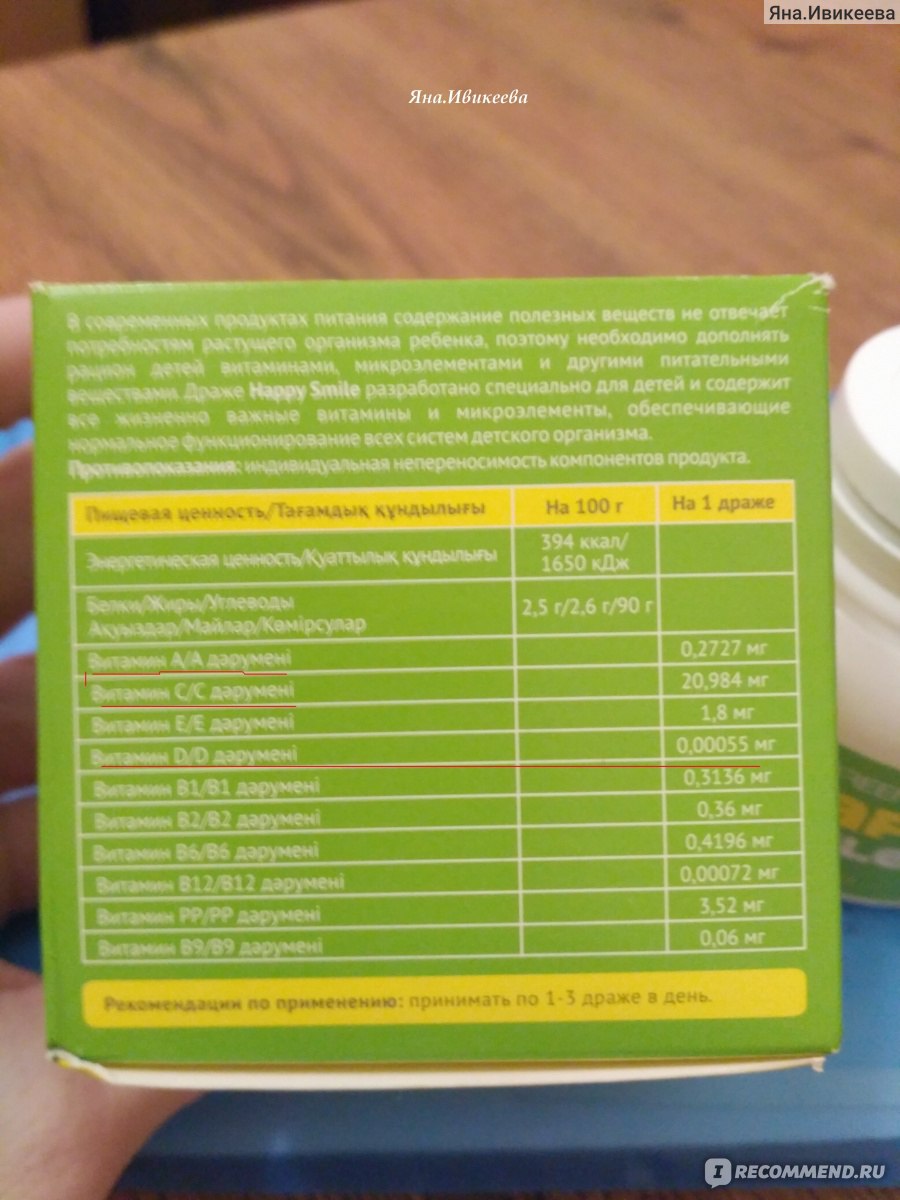 Яна.Ивикеева
Яна.Ивикеева
В современных продуктах питания содержание полезных веществ не отвечает
потребностям растущего организма ребенка, поэтому необходимо дополнять
рацион детей витаминами, микроэлементами и другими питательными
веществами. Драже Happy Smile разработано специально для детей и содержит
все жизненно важные витамины и микроэлементы, обеспечивающие
нормальное функционирование всех систем детского организма.
Противопоказания: индивидуальная непереносимость компонентов продукта.
Пищевая ценность/Тағамдық құндылығы На 100 г На 1 драже
Энергетическая ценность/Қуаттылық құндылығы 394 ккал/
1650 кДж
Белки/Жиры/Углеводы 2,5 г/2,6 г/90 г
Ақуыздар/Майлар/Көмірсулар
Витамин А/А дәрумені 0,2727 мг
Витамин С/С дәрумені 20,984 мг
Витамин Е/Е дәрумені 1,8 мг
Витамин D/D дәрумені 0,00055 мг
Витамин В1/В1 дәрумені 0,3136 мг
Витамин В2/В2 дәрумені 0,36 мг
Витамин В6/В6 дәрумені 0,4196 мг
Витамин В12/В12 дәрумені 0,00072 мг
Витамин РР/РР дәрумені 3,52 мг
Витамин В9/В9 дәрумені 0,06 мг
Рекомендации по применению: принимать по 1-3 драже в день.
IRECOMMEND.RU